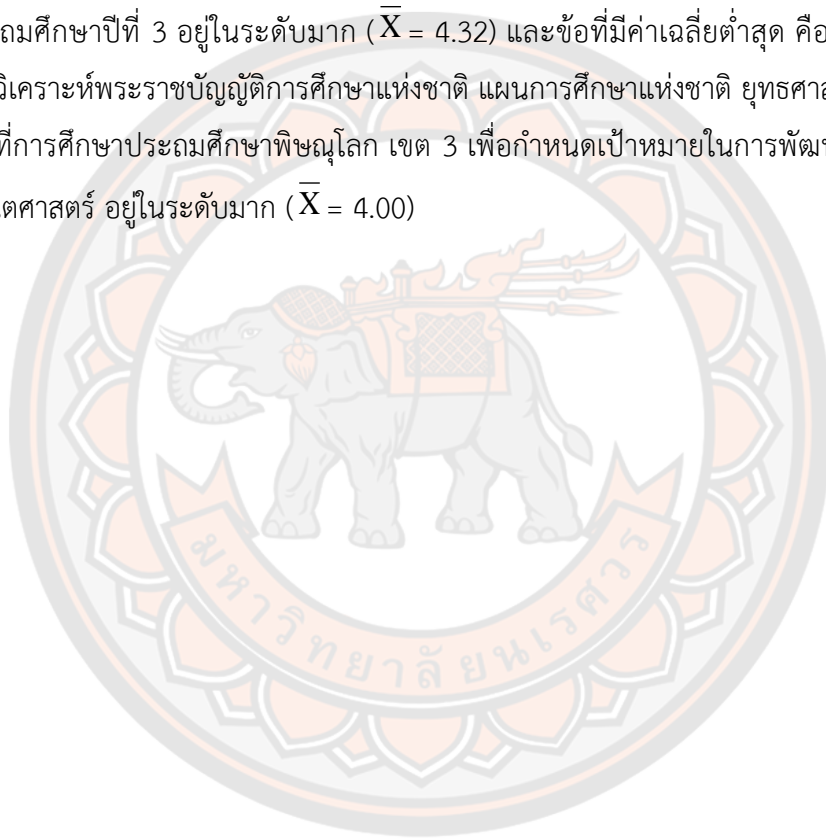 ถมศึกษาปีที่ 3 อยู่ในระดับมาก ( X̅ = 4.32) และข้อที่มีค่าเฉลี่ยต่ำสุด คือ
วิเคราะห์พระราชบัญญัติการศึกษาแห่งชาติ แผนการศึกษาแห่งชาติ ยุทธศาส
ที่การศึกษาประถมศึกษาพิษณุโลก เขต 3 เพื่อกำหนดเป้าหมายในการพัฒ
ตศาสตร์ อยู่ในระดับมาก ( X̅ = 4.00)
มหาวิทยาลัยนเรศวร